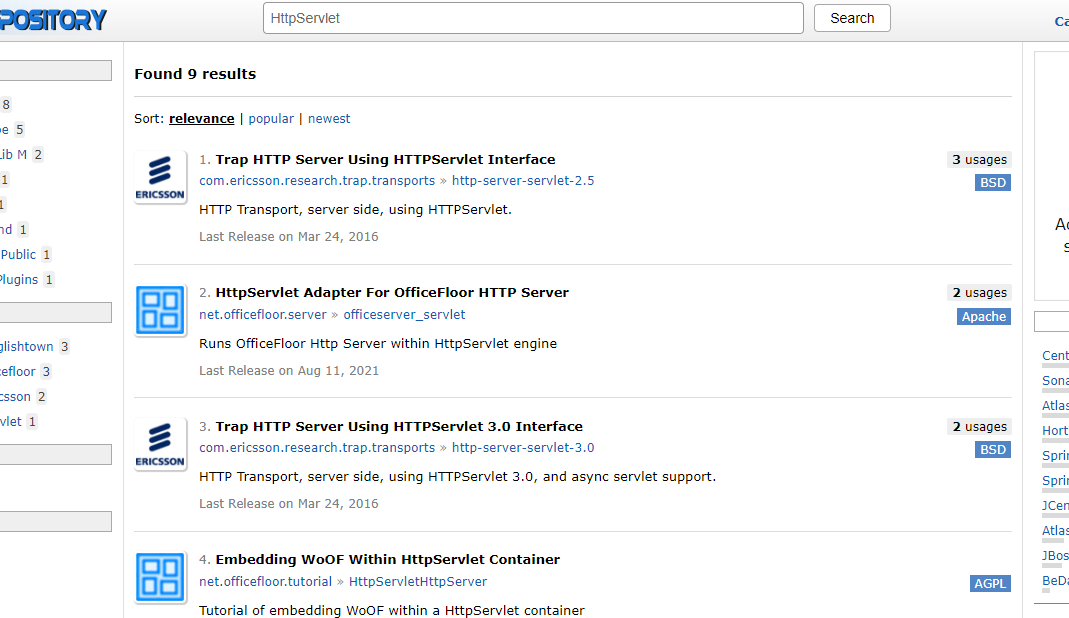 POSITORY
HttpServlet
Search
Ca
8
pe 5
Lib M 2
1
1
nd 1
Public 1
Plugins 1
glishtown 3
cefloor 3
csson 2
vlet 1
Found 9 results
Sort: relevance | popular | newest
1. Trap HTTP Server Using HTTPServlet Interface
3 usages
com.ericsson.research.trap.transports » http-server-servlet-2.5
BSD
ERICSSON
HTTP Transport, server side, using HTTPServlet.
Last Release on Mar 24, 2016
2. HttpServlet Adapter For OfficeFloor HTTP Server
2 usages
net.officefloor.server » officeserver_servlet
Apache
Runs OfficeFloor Http Server within HttpServlet engine
Last Release on Aug 11, 2021
3. Trap HTTP Server Using HTTPServlet 3.0 Interface
2 usages
com.ericsson.research.trap.transports » http-server-servlet-3.0
BSD
ERICSSON
HTTP Transport, server side, using HTTPServlet 3.0, and async servlet support.
Last Release on Mar 24, 2016
4. Embedding WoOF Within HttpServlet Container
net.officefloor.tutorial » HttpServletHttpServer
AGPL
Tutorial of embedding WoOF within a HttpServlet container
Ac
s
Cent
Sona
Atlas
Hort
Sprin
Sprin
JCen
Atlas
JBos
BeDa